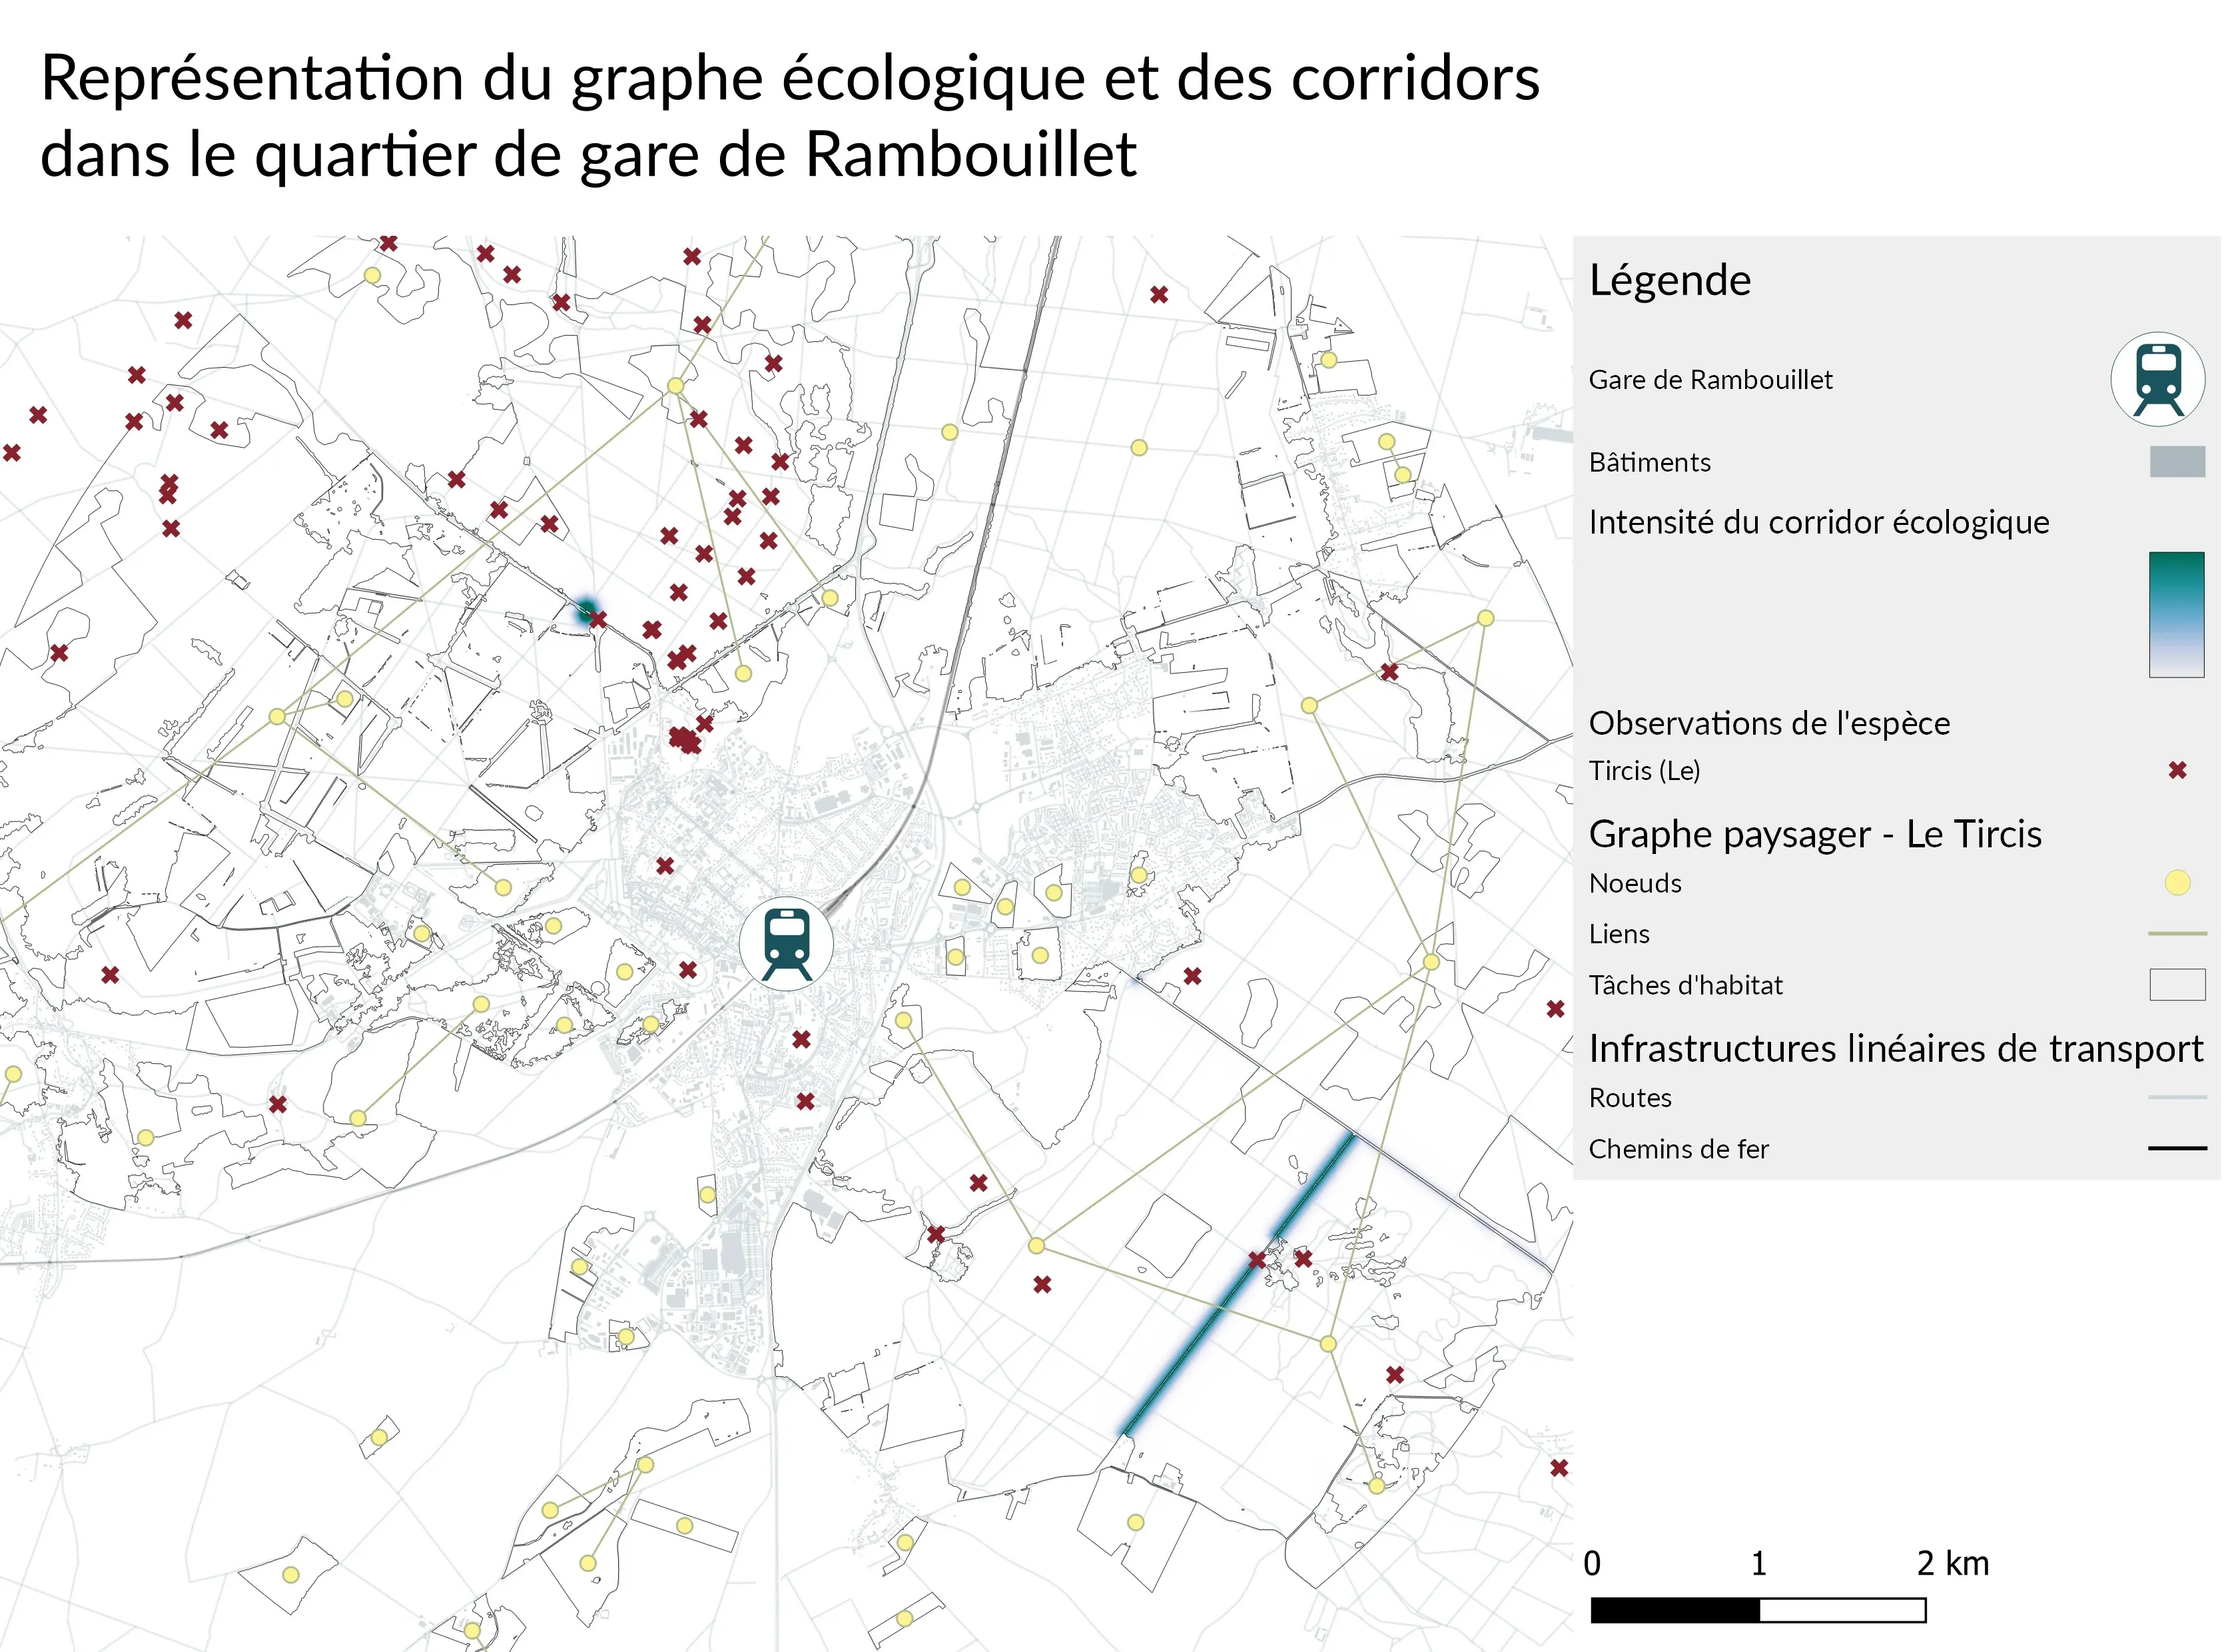 Représentation du graphe écologique et des corridors
dans le quartier de gare de Rambouillet
Légende
Gare de Rambouillet
Bâtiments
Intensité du corridor écologique
Observations de l'espèce
Tircis (Le)
Graphe paysager - Le Tircis
Noeuds
Liens
Tâches d'habitat
Infrastructures linéaires de transport
Routes
Chemins de fer
0 1 2 km